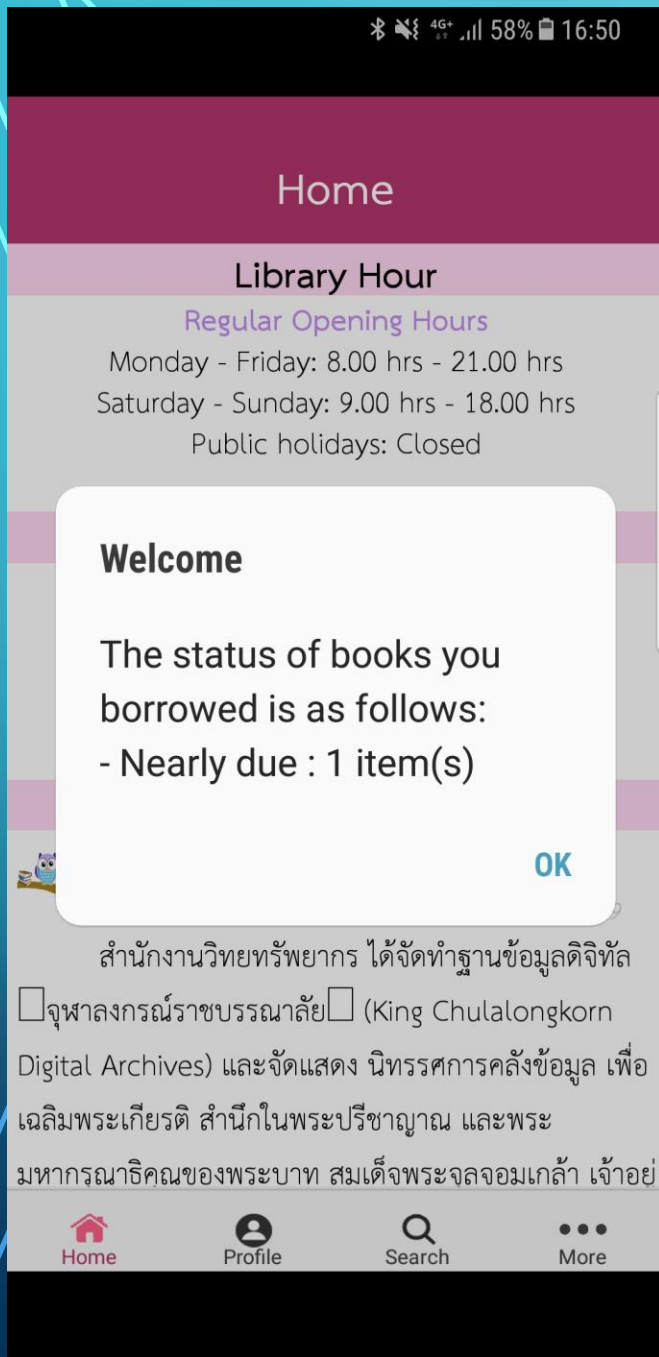 4G+ 58% 16:50
Home
Library Hour
Regular Opening Hours
Monday - Friday: 8.00 hrs - 21.00 hrs
Saturday - Sunday: 9.00 hrs - 18.00 hrs
Public holidays: Closed
Welcome
The status of books you
borrowed is as follows:
- Nearly due : 1 item(s)
OK
สำนักงานวิทยทรัพยากร ได้จัดทำฐานข้อมูลดิจิทัล
□จุฬาลงกรณ์ราชบรรณาลัย□ (King Chulalongkorn
Digital Archives) และจัดแสดง นิทรรศการคลังข้อมูล เพื่อ
เฉลิมพระเกียรติ สำนึกในพระปรีชาญาณ และพระ
มหากรุณาธิคุณของพระบาท สมเด็จพระจุลจอมเกล้า เจ้าอยู่
Home Profile Search More